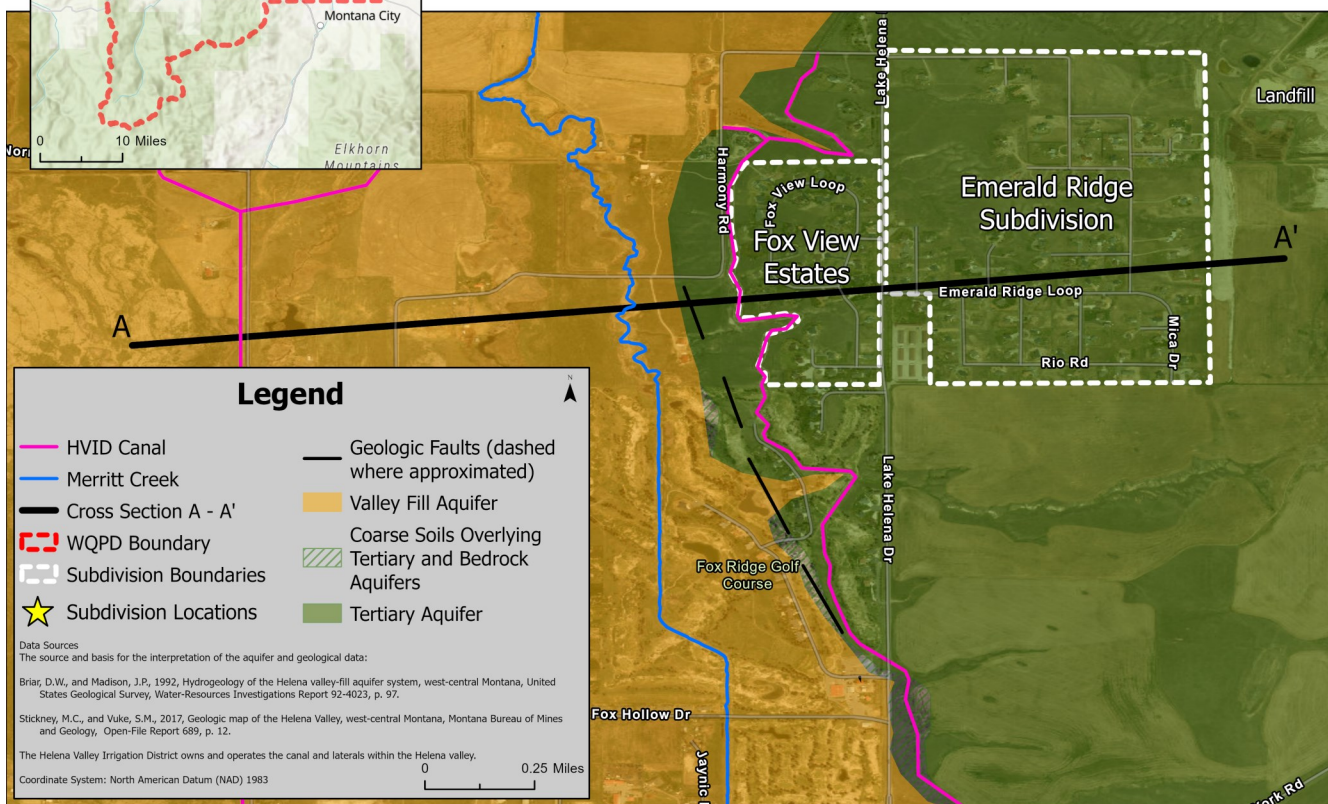 Montana City
0
10 Miles
Elkhorn
Mountains
Lake Helena
Landfill
Harmony Rd
Fox View Loop
Emerald Ridge
Subdivision
Fox View
Estates
A'
Emerald Ridge Loop
A
Mica Dr
Rio Rd
Lake Helena Dr
Fox Ridge Golf
Course
Fox Hollow Dr
Legend
N
HVID Canal
Merritt Creek
Cross Section A - A'
WQPD Boundary
Subdivision Boundaries
Subdivision Locations
Geologic Faults (dashed
where approximated)
Valley Fill Aquifer
Coarse Soils Overlying
Tertiary and Bedrock
Aquifers
Tertiary Aquifer
Data Sources
The source and basis for the interpretation of the aquifer and geological data:
Briar, D.W., and Madison, J.P., 1992, Hydrogeology of the Helena valley-fill aquifer system, west-central Montana, United
States Geological Survey, Water-Resources Investigations Report 92-4023, p. 97.
Stickney, M.C., and Vuke, S.M., 2017, Geologic map of the Helena Valley, west-central Montana, Montana Bureau of Mines
and Geology, Open-File Report 689, p. 12.
The Helena Valley Irrigation District owns and operates the canal and laterals within the Helena valley.
Coordinate System: North American Datum (NAD) 1983
0
0.25 Miles